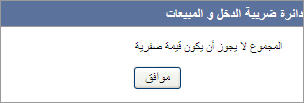 دائرة ضريبة الدخل و المبيعات
المجموع لا يجوز أن يكون قيمة صفرية
موافق